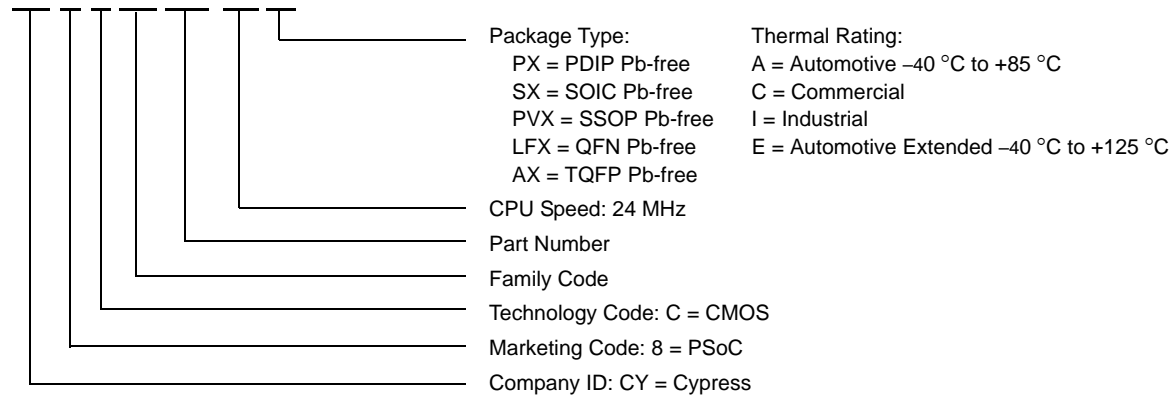 Package Type: Thermal Rating:
PX = PDIP Pb-free A = Automotive –40 °C to +85 °C
SX = SOIC Pb-free C = Commercial
PVX = SSOP Pb-free I = Industrial
LFX = QFN Pb-free E = Automotive Extended –40 °C to +125 °C
AX = TQFP Pb-free
CPU Speed: 24 MHz
Part Number
Family Code
Technology Code: C = CMOS
Marketing Code: 8 = PSoC
Company ID: CY = Cypress